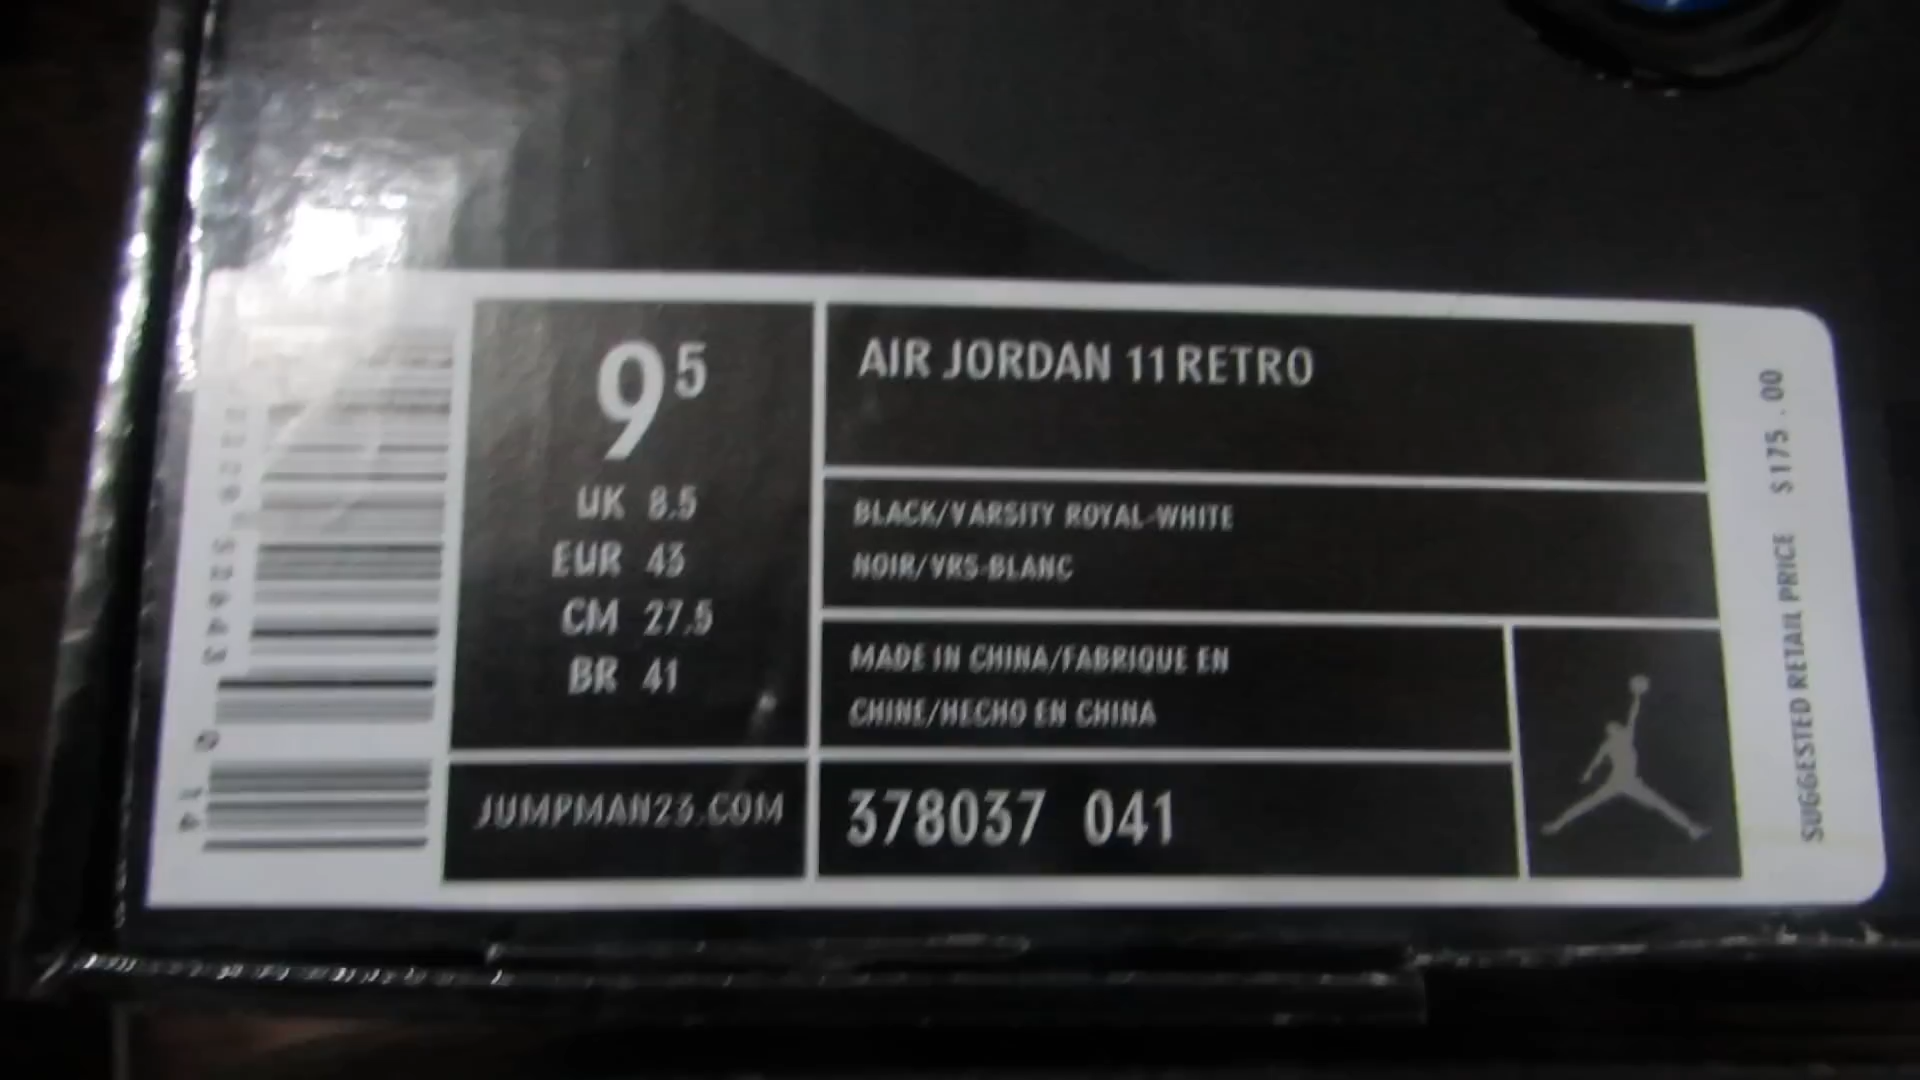 9 5
UK 8.5
EUR 43
CM 27.5
BR 41
JUMPMAN23.COM
AIR JORDAN 11 RETRO
BLACK/VARSITY ROYAL-WHITE
NOIR/VRS-BLANC
MADE IN CHINA/FABRIQUE EN
CHINE/HECHO EN CHINA
378037 041
SUGGESTED RETAIL PRICE $175.00